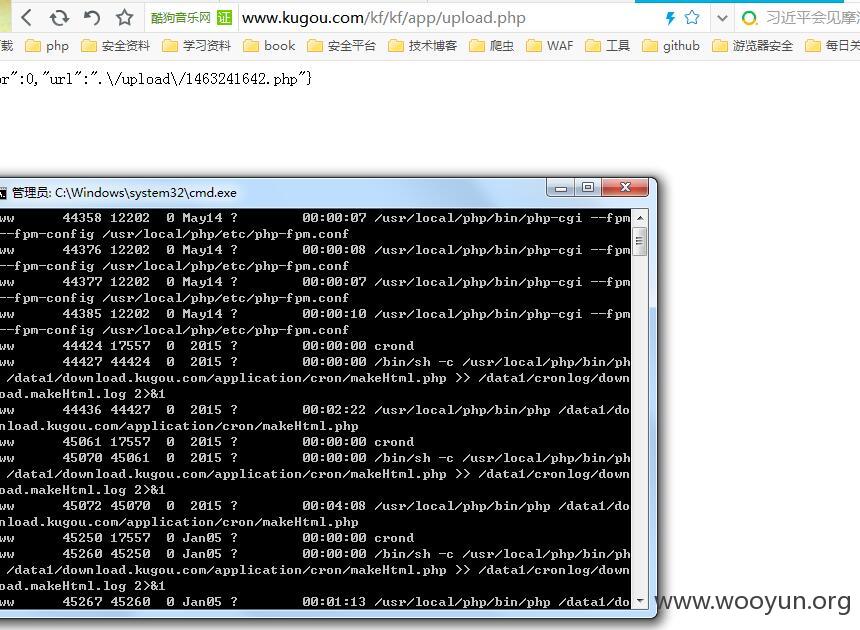 酷狗音乐网 证 www.kugou.com/kf/kf/app/upload.php 习近平会见摩洛
载 php 安全资料 学习资料 book 安全平台 技术博客 爬虫 WAF 工具 github 游览器安全 每日关
or":0,"url":".\/upload\/1463241642.php"}
管理员: C:\Windows\system32\cmd.exe
ww 44358 12202 0 May14 ? 00:00:07 /usr/local/php/bin/php-cgi --fpm
--fpm-config /usr/local/php/etc/php-fpm.conf
ww 44376 12202 0 May14 ? 00:00:08 /usr/local/php/bin/php-cgi --fpm
--fpm-config /usr/local/php/etc/php-fpm.conf
ww 44377 12202 0 May14 ? 00:00:07 /usr/local/php/bin/php-cgi --fpm
--fpm-config /usr/local/php/etc/php-fpm.conf
ww 44385 12202 0 May14 ? 00:00:10 /usr/local/php/bin/php-cgi --fpm
--fpm-config /usr/local/php/etc/php-fpm.conf
ww 44424 17557 0 2015 ? 00:00:00 crond
ww 44427 44424 0 2015 ? 00:00:00 /bin/sh -c /usr/local/php/bin/ph
/data1/download.kugou.com/application/cron/makeHtml.php >> /data1/cronlog/down
oad.makeHtml.log 2>&1
ww 44436 44427 0 2015 ? 00:02:22 /usr/local/php/bin/php /data1/do
nload.kugou.com/application/cron/makeHtml.php
ww 45061 17557 0 2015 ? 00:00:00 crond
ww 45070 45061 0 2015 ? 00:00:00 /bin/sh -c /usr/local/php/bin/ph
/data1/download.kugou.com/application/cron/makeHtml.php >> /data1/cronlog/down
oad.makeHtml.log 2>&1
ww 45072 45070 0 2015 ? 00:04:08 /usr/local/php/bin/php /data1/do
nload.kugou.com/application/cron/makeHtml.php
ww 45250 17557 0 Jan05 ? 00:00:00 crond
ww 45260 45250 0 Jan05 ? 00:00:00 /bin/sh -c /usr/local/php/bin/ph
/data1/download.kugou.com/application/cron/makeHtml.php >> /data1/cronlog/down
oad.makeHtml.log 2>&1
ww 45267 45260 0 Jan05 ? 00:01:13 /usr/local/php/bin/php /data1/do
www.wooyun.org